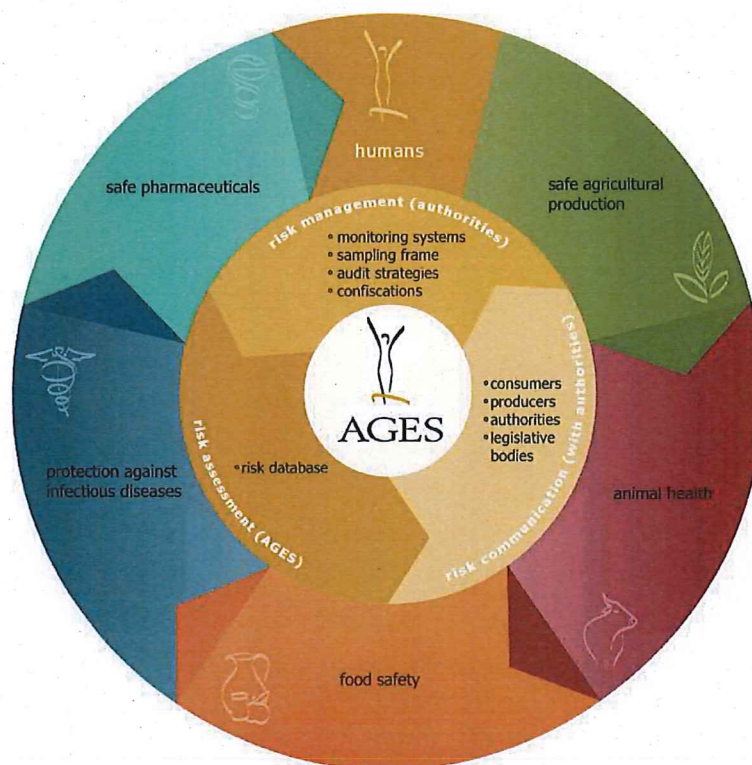 humans
safe pharmaceuticals
safe agricultural
production
risk management (authorities)
• monitoring systems
• sampling frame
• audit strategies
• confiscations
• consumers
• producers
• authorities
• legislative
bodies
risk communication (with authorities)
AGES
• risk database
risk assessment (AGES)
protection against
infectious diseases
animal health
food safety